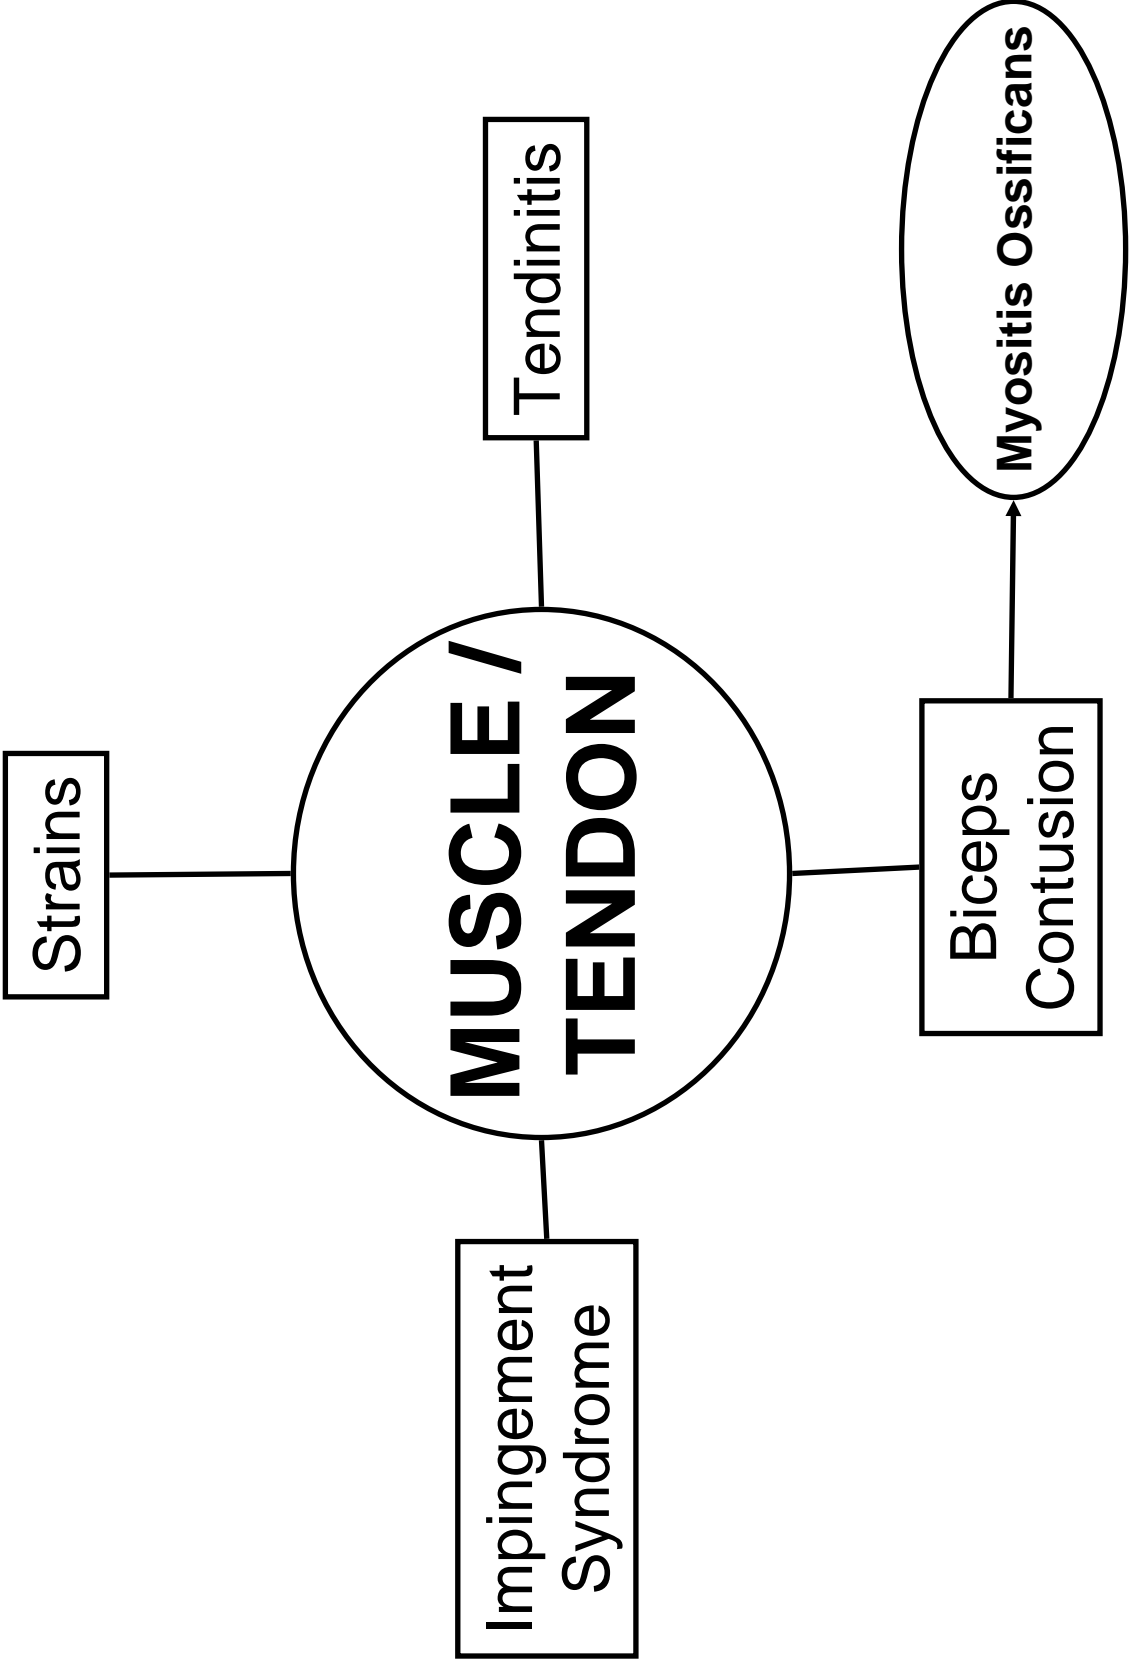 Strains
Impingement
Syndrome
MUSCLE /
TENDON
Tendinitis
Biceps
Contusion
Myositis Ossificans